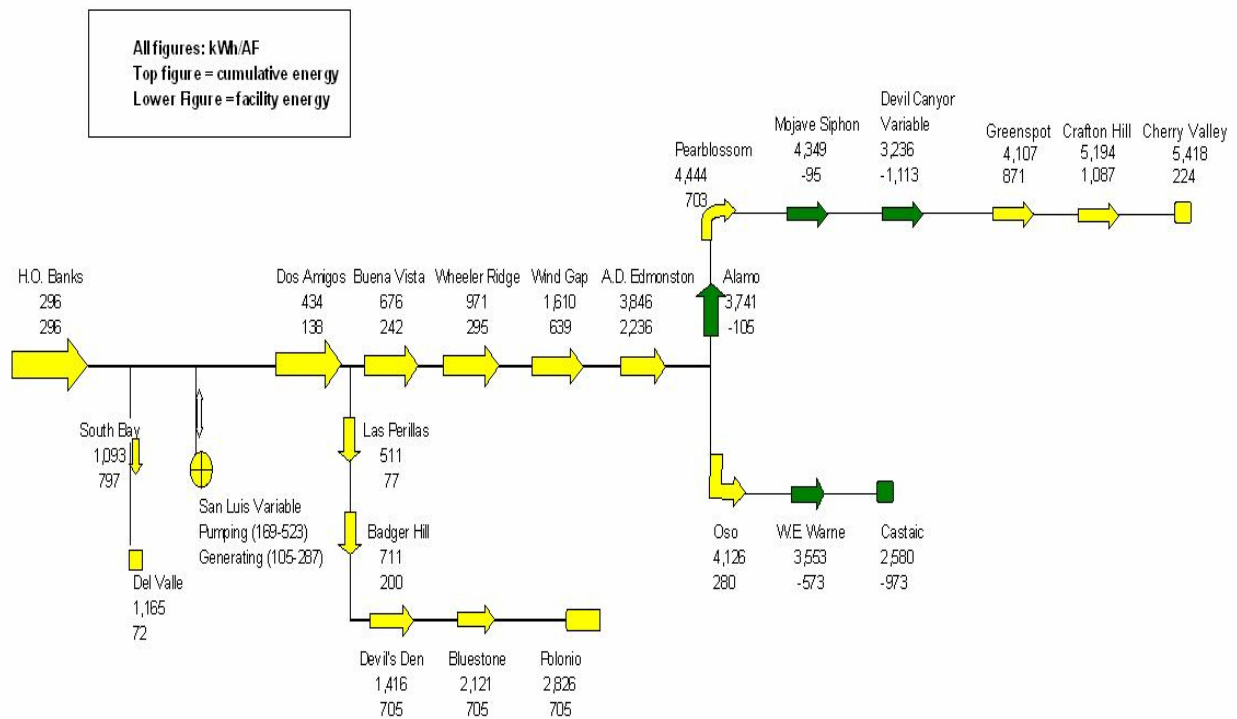 All figures: kWh/AF
Top figure = cumulative energy
Lower Figure =facility energy
Pearblossom
4,444
703
Mojave Siphon
4,349
-95
Devil Canyor
Variable
3,236
-1,113
Greenspot
4,107
871
Crafton Hill
5,194
1,087
Cherry Valley
5,418
224
H.O. Banks
296
296
Dos Amigos
434
138
Buena Vista
676
242
Wheeler Ridge
971
295
Wind Gap
1,610
639
A.D. Edmonston
3,846
2,236
Alamo
3,741
-105
South Bay
1,093
797
Del Valle
1,165
72
San Luis Variable
Pumping (169-523)
Generating (105-287)
Las Perillas
511
77
Badger Hill
711
200
Devil's Den
1,416
705
Bluestone
2,121
705
Polonio
2,826
705
Oso
4,126
280
W.E. Warne
3,553
-573
Castaic
2,580
-973